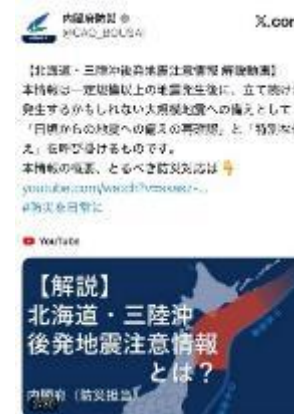 内閣府防災
@CAO_BOUSAI
X.com
【北海道・三陸沖後発地震注意情報 解説動画】
本情報は一定規模以上の地震発生後に、立て続けに
発生するかもしれない大規模地震への備えとして
「日頃からの地震への備えの再確認」と「特別な備
え」を呼び掛けるものです。
本情報の概要、とるべき防災対応は👇
#防災を日常に
YouTube
【解説】
北海道・三陸沖
後発地震注意情報
とは？
内閣府（防災担当）